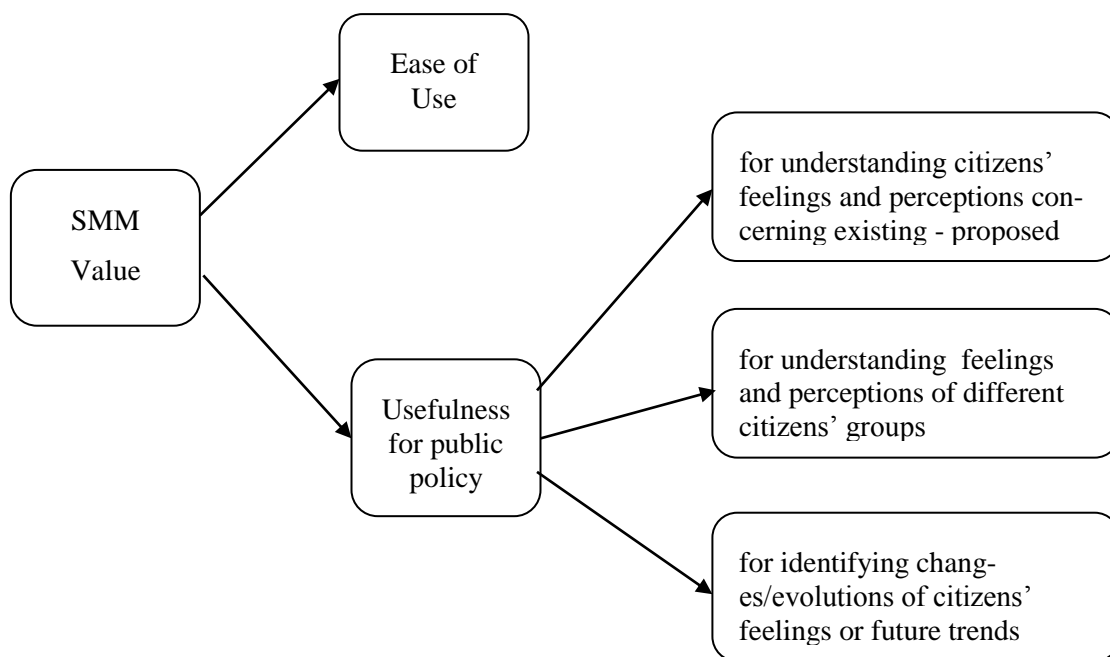 Ease of
Use
SMM
Value
for understanding citizens’
feelings and perceptions con-
cerning existing - proposed
for understanding  feelings
and perceptions of different
citizens’ groups
Usefulness
for public
policy
for identifying chang-
es/evolutions of citizens’
feelings or future trends